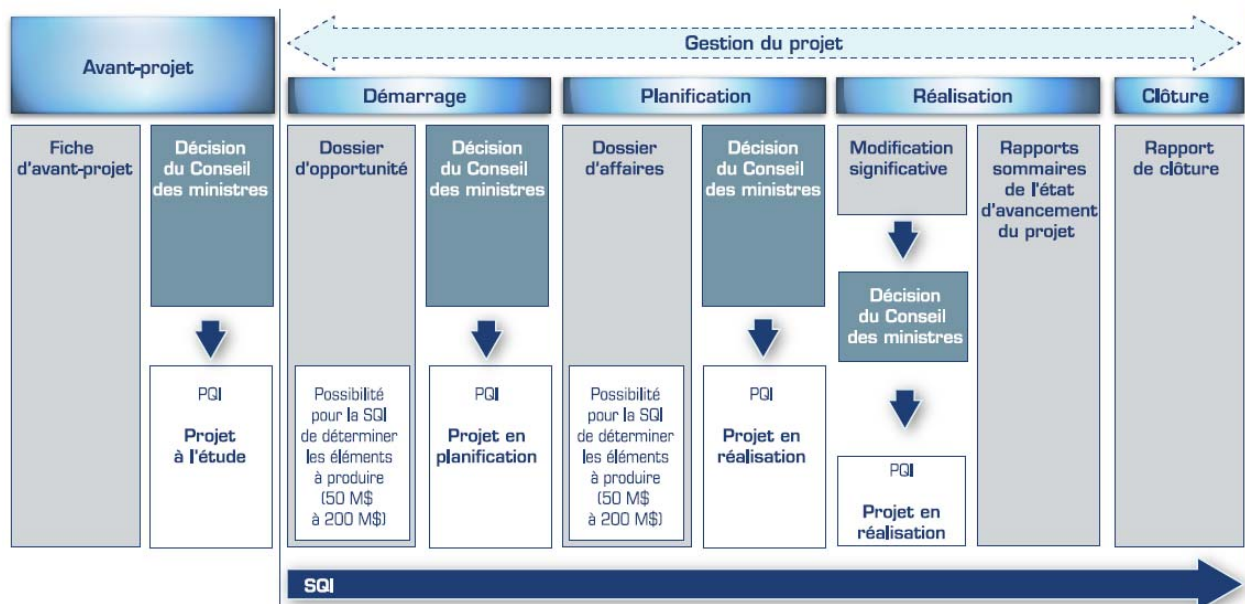 Avant-projet
Gestion du projet
Démarrage
Planification
Réalisation
Clôture
Fiche
d'avant-projet
Décision
du Conseil
des ministres
PQI
Projet
à l'étude
Dossier
d'opportunité
Possibilité
pour la SQI
de déterminer
les éléments
à produire
(50 M$
à 200 M$)
Décision
du Conseil
des ministres
PQI
Projet en
planification
Dossier
d'affaires
Possibilité
pour la SQI
de déterminer
les éléments
à produire
(50 M$
à 200 M$)
Décision
du Conseil
des ministres
PQI
Projet en
réalisation
Modification
significative
Décision
du Conseil
des ministres
PQI
Projet en
réalisation
Rapports
sommaires
de l'état
d'avancement
du projet
Rapport
de clôture
SQI